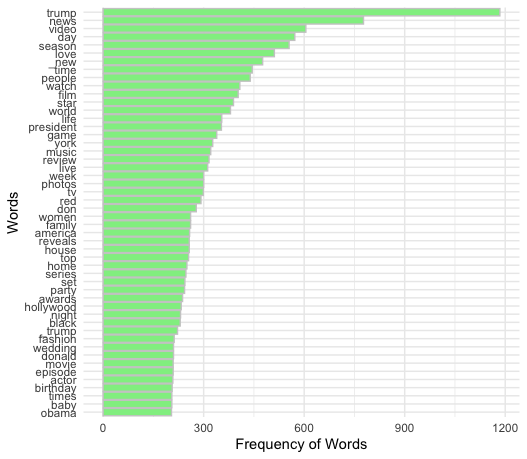 trump
news
video
day
season
love
new
_time
people
watch
film
star
world
life
president
game
york
music
review
live
week
photos
tv
red
don
women
family
america
reveals
house
top
home
series
set
party
awards
hollywood
night
black
trump
fashion
wedding
donald
movie
episode
actor
birthday
times
baby
obama
Words
0 300 600 900 1200
Frequency of Words